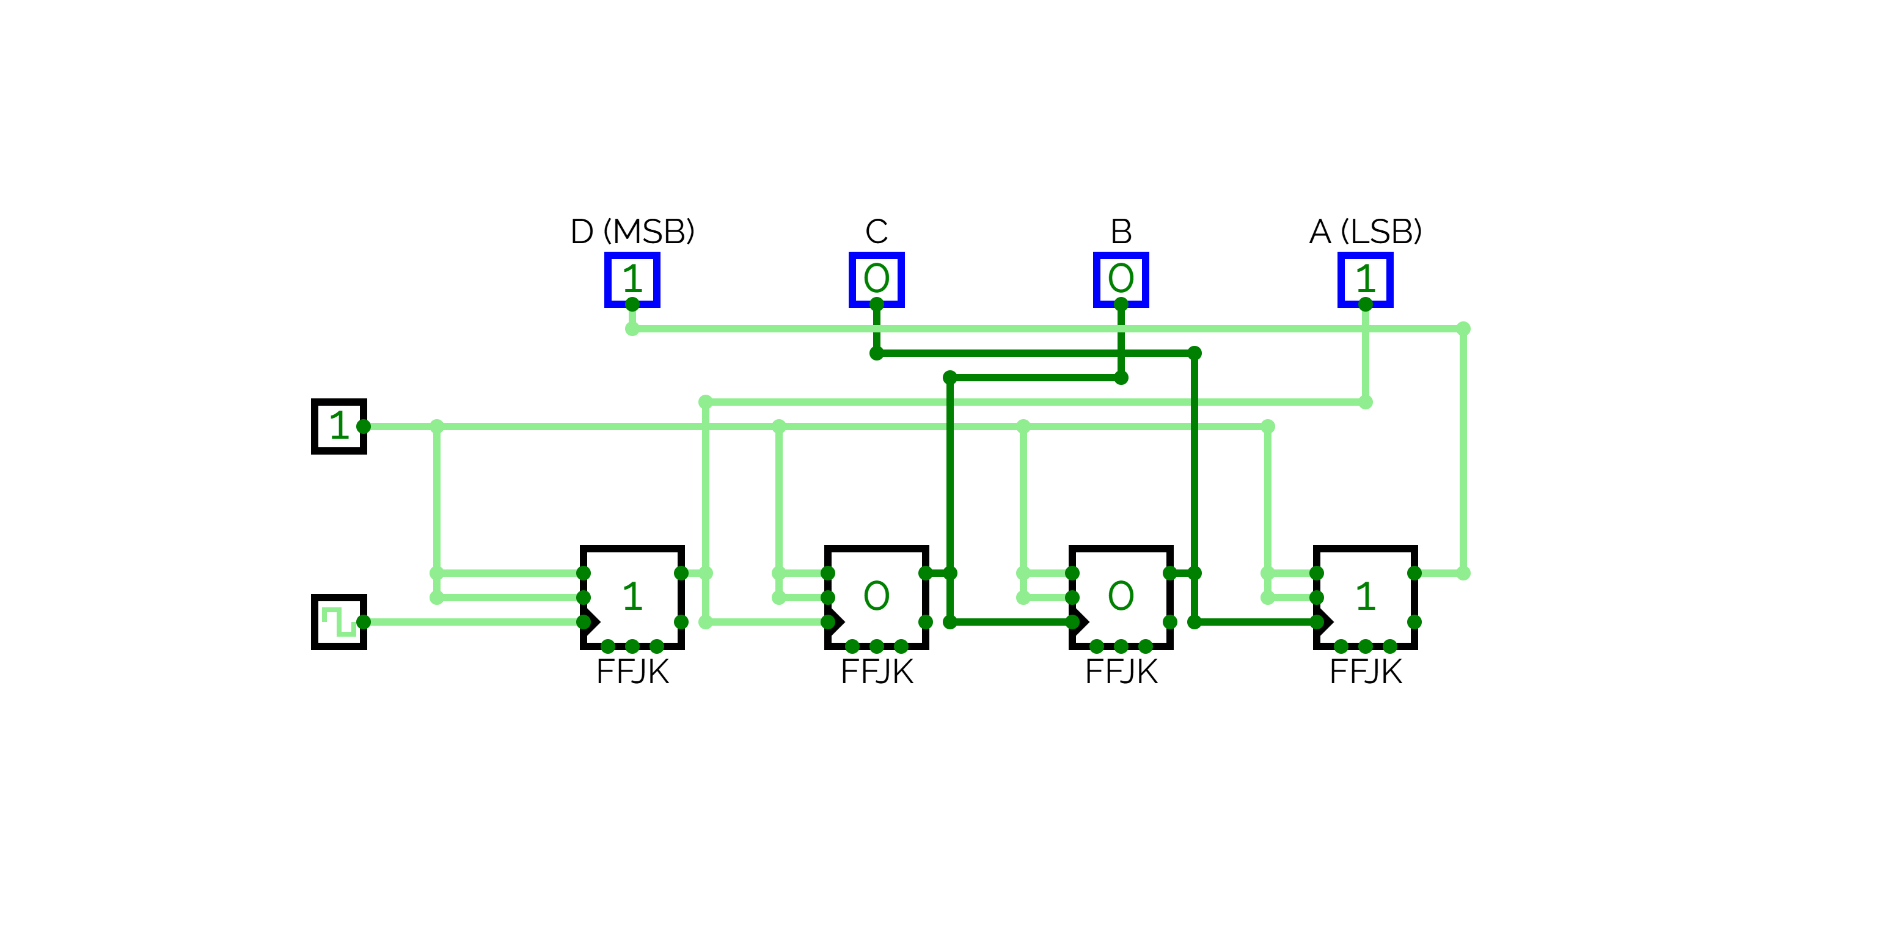 D (MSB) C B A (LSB)
1 0 0 1
1
1 0 0 1
FFJK FFJK FFJK FFJK